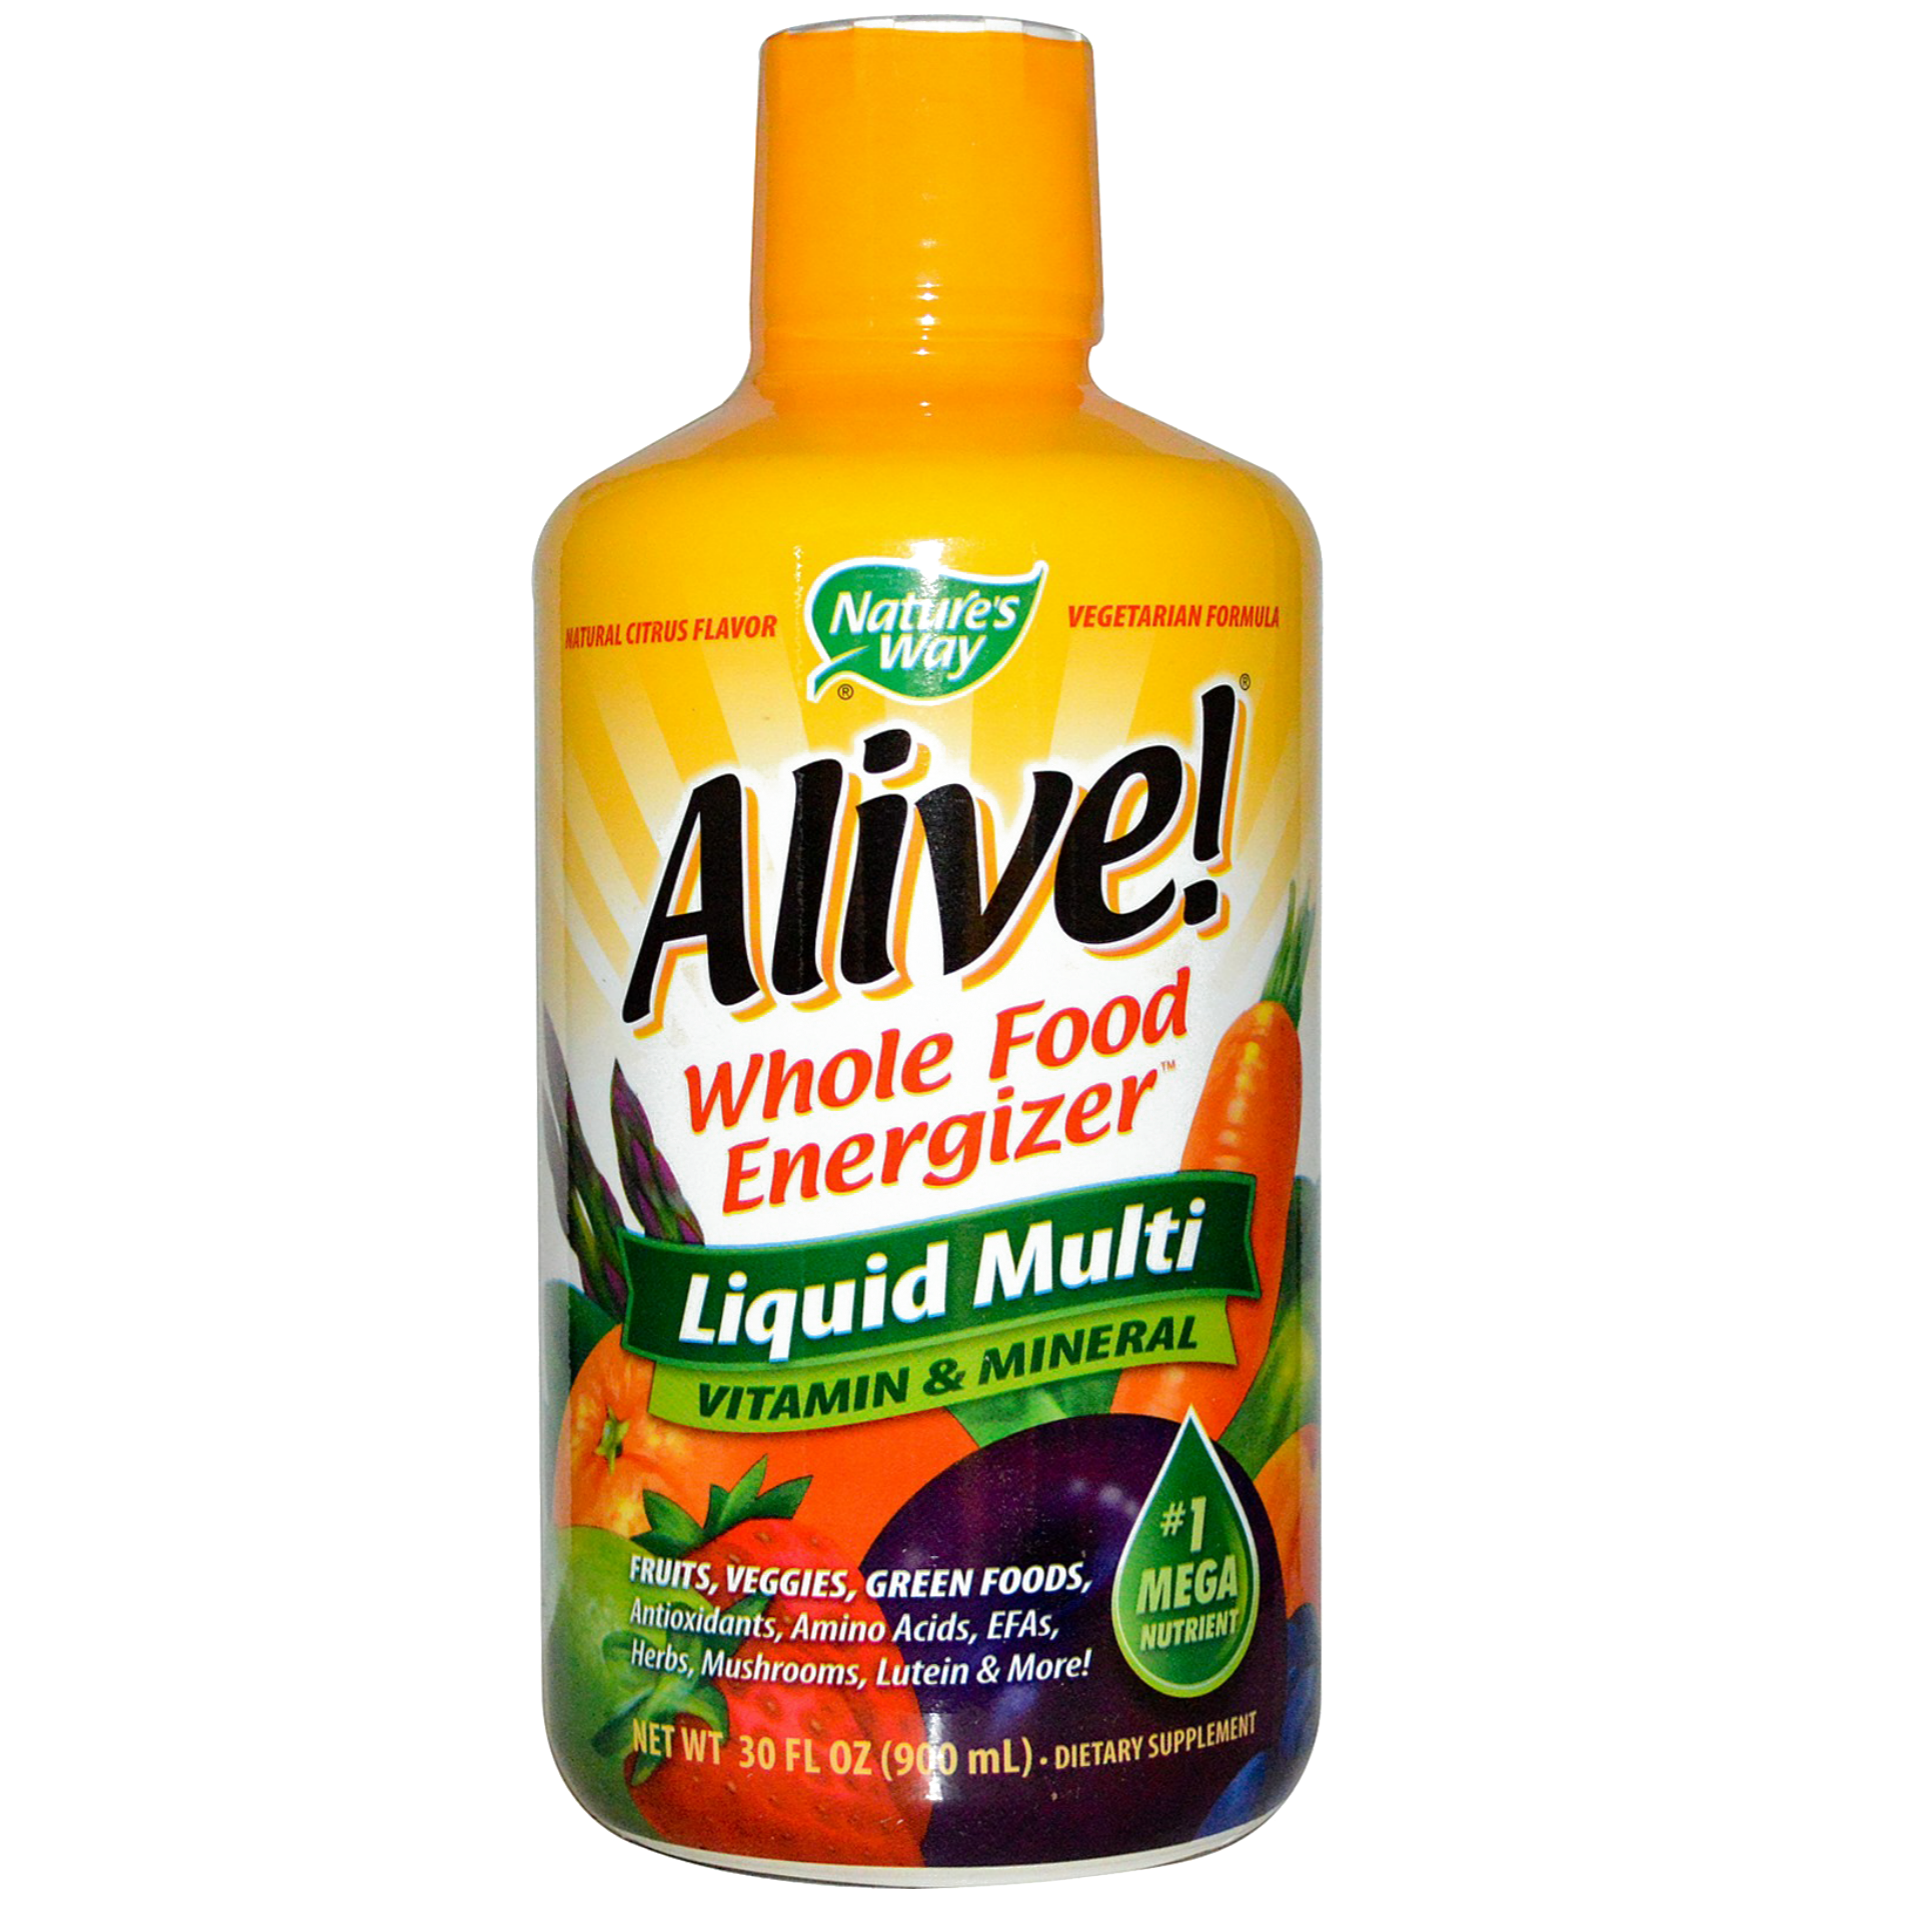 NATURAL CITRUS FLAVOR
Nature's
Way®
VEGETARIAN FORMULA
Alive!®
Whole Food
Energizer™
Liquid Multi
VITAMIN & MINERAL
#1
MEGA
NUTRIENT
FRUITS, VEGGIES, GREEN FOODS,
Antioxidants, Amino Acids, EFAs,
Herbs, Mushrooms, Lutein & More!
NET WT 30 FL OZ (900 mL) • DIETARY SUPPLEMENT